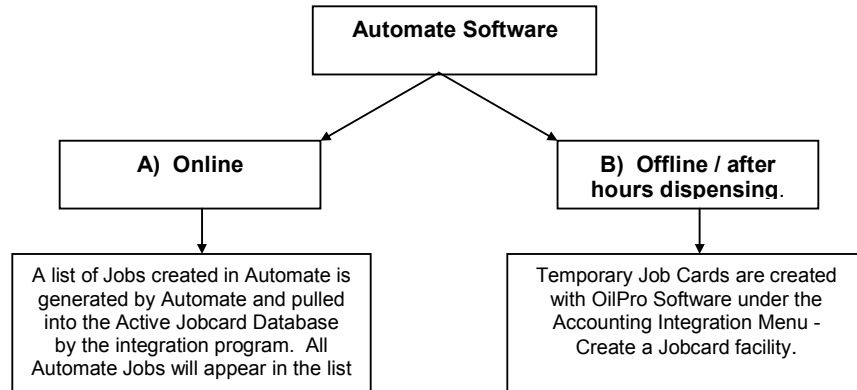 Automate Software
A) Online
B) Offline / after
hours dispensing.
A list of Jobs created in Automate is
generated by Automate and pulled
into the Active Jobcard Database
by the integration program. All
Automate Jobs will appear in the list
Temporary Job Cards are created
with OilPro Software under the
Accounting Integration Menu -
Create a Jobcard facility.